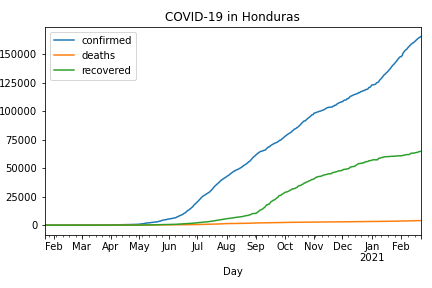 COVID-19 in Honduras
confirmed
deaths
recovered
150000
125000
100000
75000
50000
25000
0
Feb Mar Apr May Jun Jul Aug Sep Oct Nov Dec Jan Feb
2021
Day